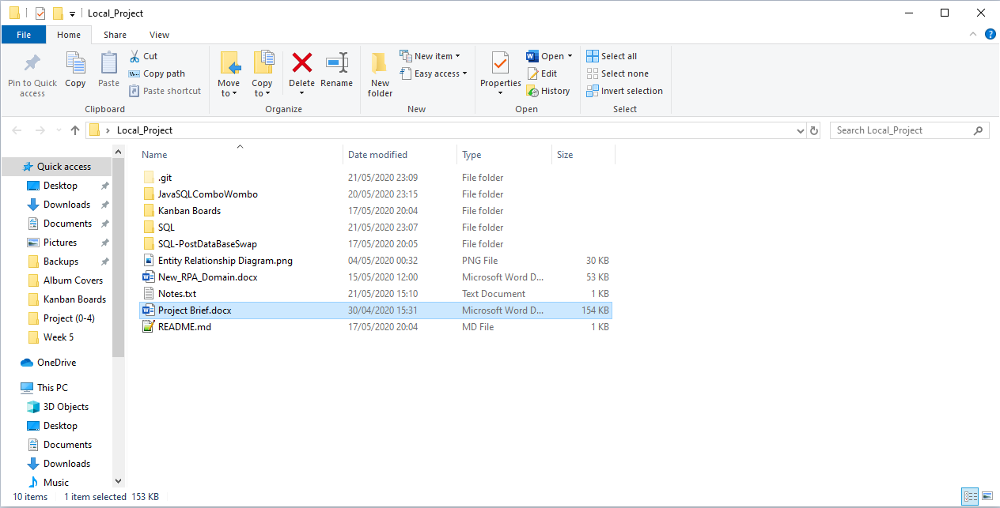 Local_Project
File Home Share View
Pin to Quick access
Copy
Paste
Cut
Copy path
Paste shortcut
Clipboard
Move to
Copy to
Delete
Rename
Organize
New folder
New item
Easy access
New
Properties
Open
Edit
History
Open
Select all
Select none
Invert selection
Select
Local_Project
Search Local_Project
Quick access
Desktop
Downloads
Documents
Pictures
Backups
Album Covers
Kanban Boards
Project (0-4)
Week 5
OneDrive
This PC
3D Objects
Desktop
Documents
Downloads
Music
Name Date modified Type Size
.git 21/05/2020 23:09 File folder
JavaSQLComboWombo 20/05/2020 23:15 File folder
Kanban Boards 17/05/2020 20:04 File folder
SQL 21/05/2020 23:07 File folder
SQL-PostDataBaseSwap 17/05/2020 20:05 File folder
Entity Relationship Diagram.png 04/05/2020 00:32 PNG File 30 KB
New_RPA_Domain.docx 15/05/2020 12:00 Microsoft Word D... 53 KB
Notes.txt 21/05/2020 15:10 Text Document 1 KB
Project Brief.docx 30/04/2020 15:31 Microsoft Word D... 154 KB
README.md 17/05/2020 20:04 MD File 1 KB
10 items 1 item selected 153 KB